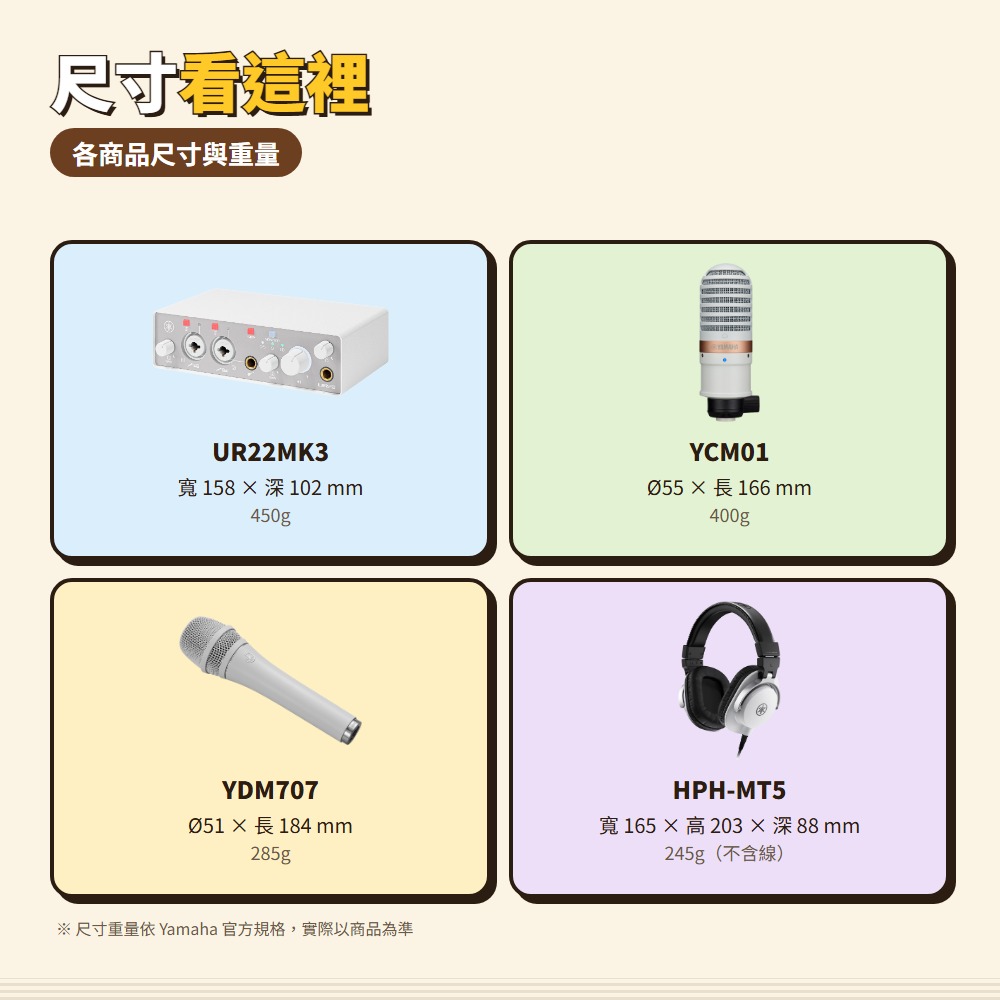 尺寸看這裡
各商品尺寸與重量
UR22MK3
寬 158 × 深 102 mm
450g
YCM01
Ø55 × 長 166 mm
400g
YDM707
Ø51 × 長 184 mm
285g
HPH-MT5
寬 165 × 高 203 × 深 88 mm
245g（不含線）
※ 尺寸重量依 Yamaha 官方規格，實際以商品為準